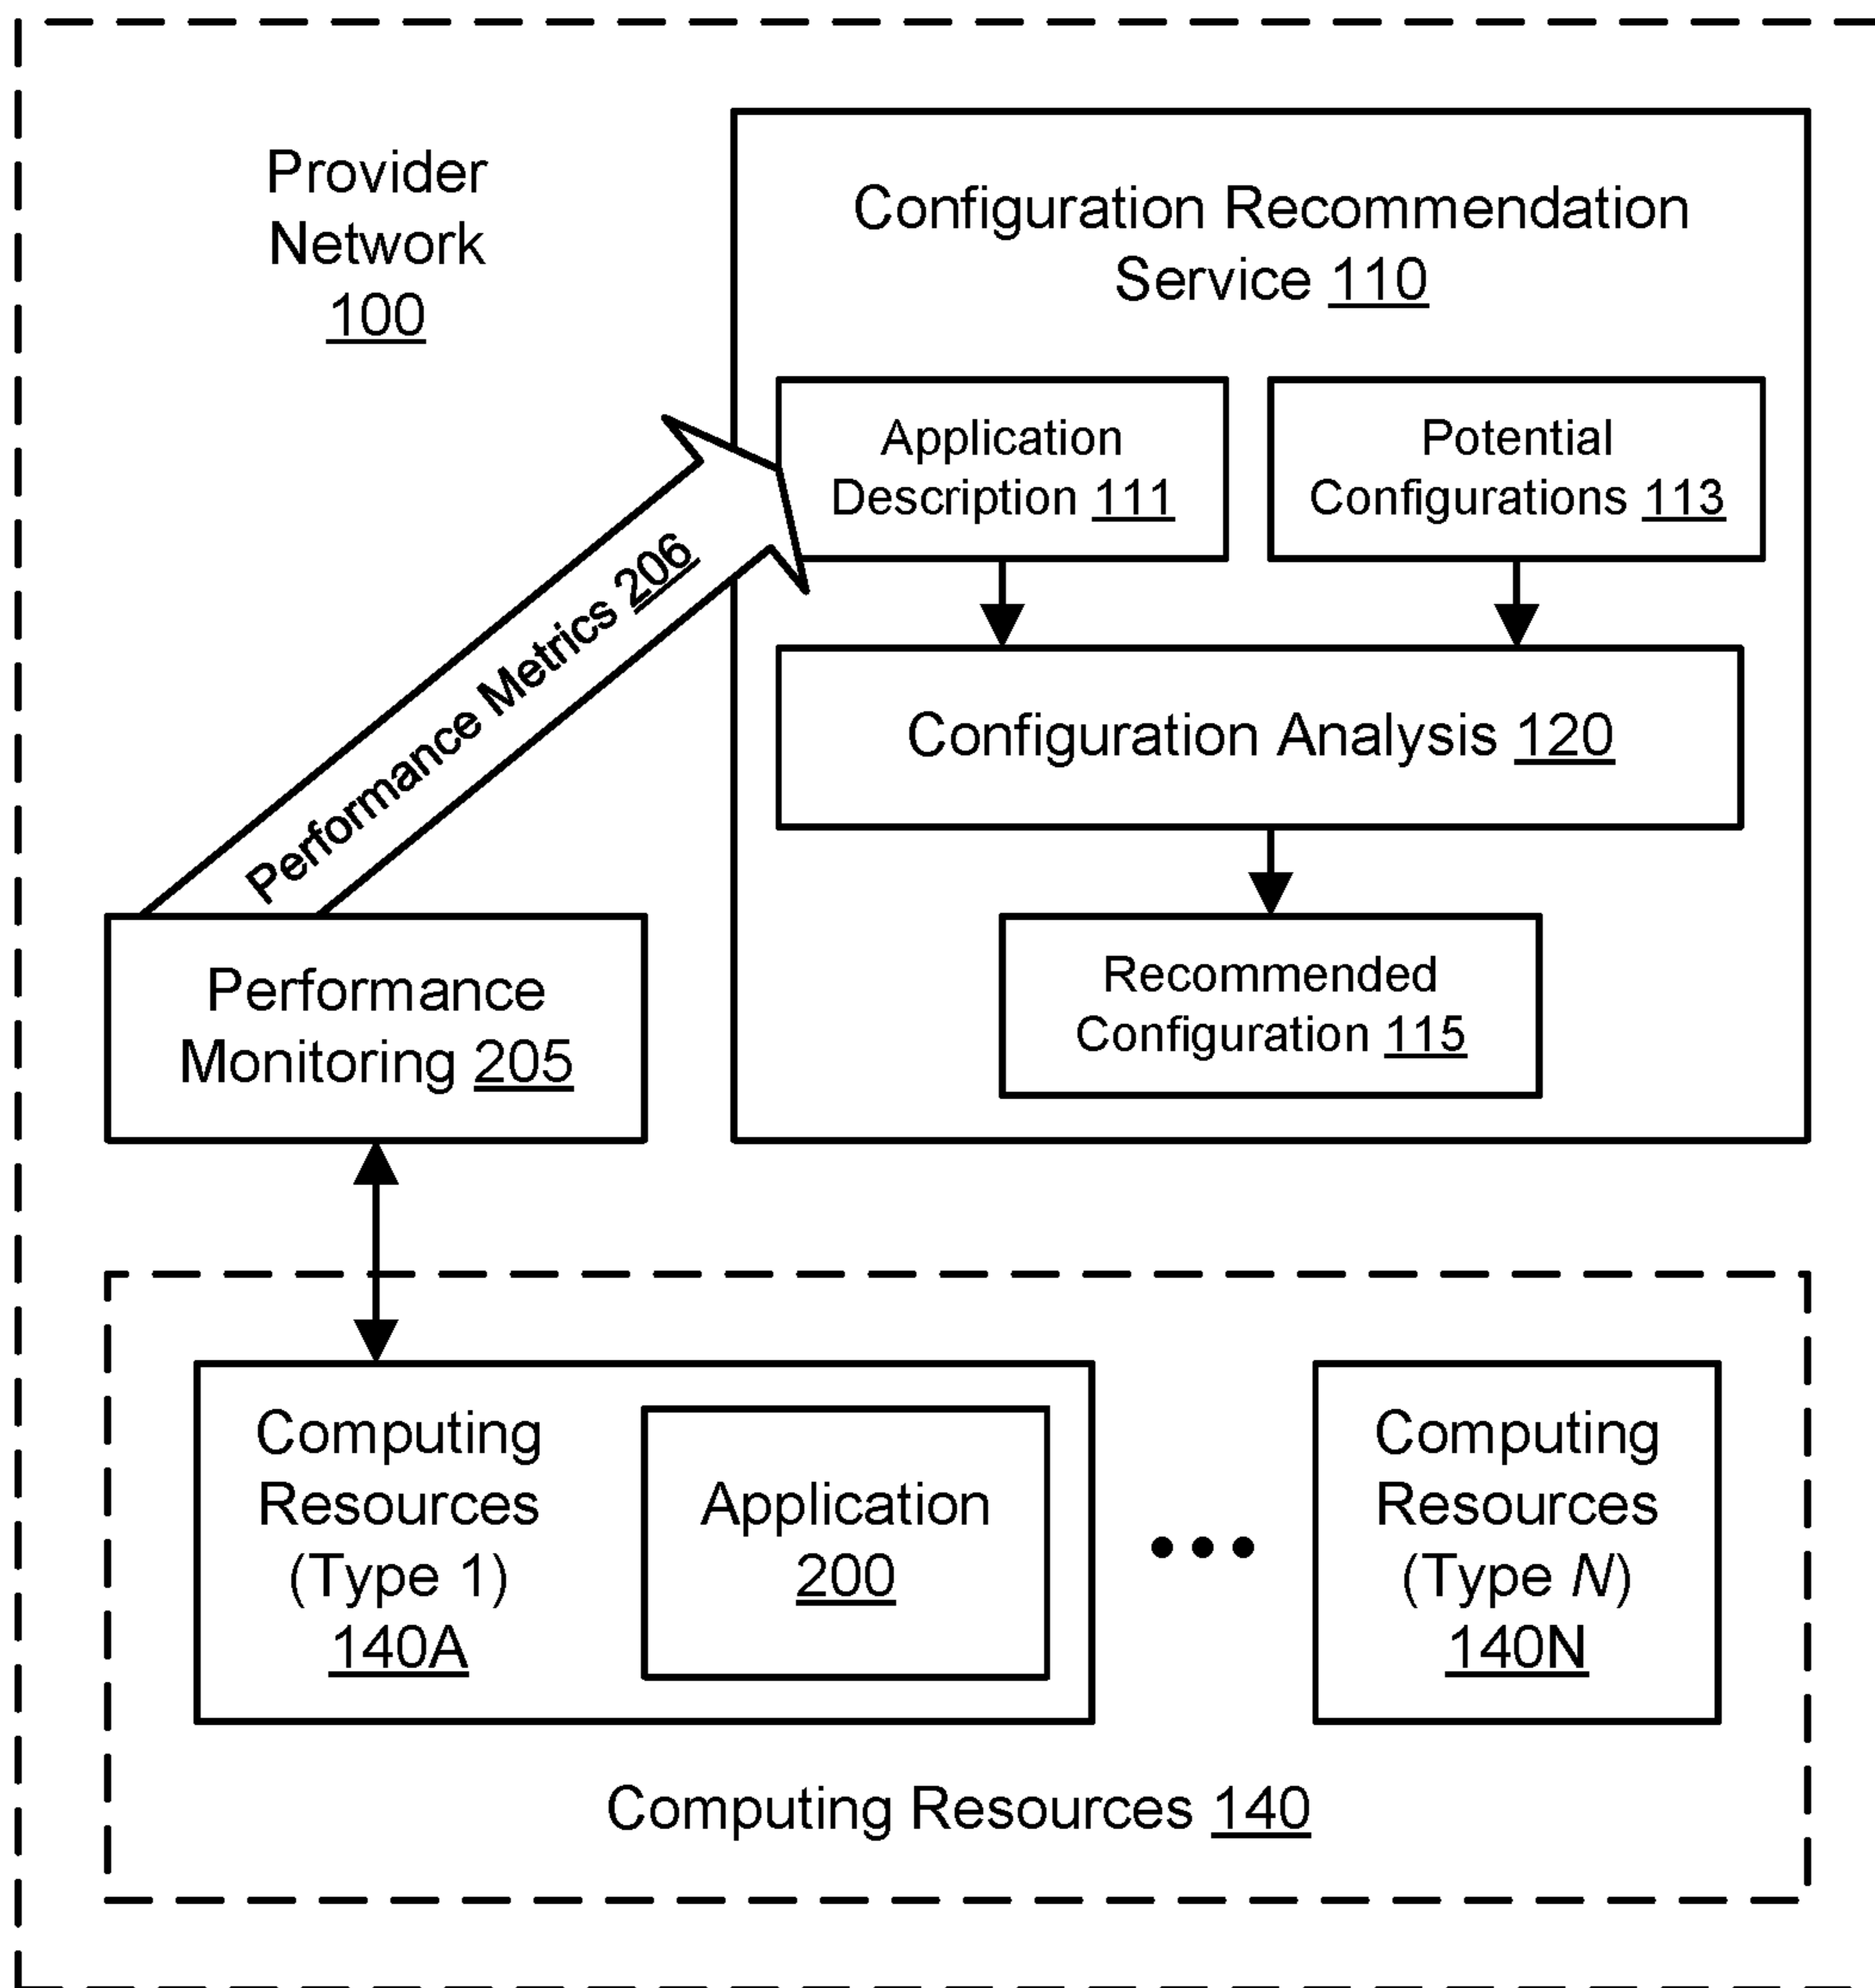 Provider
Network
100
Configuration Recommendation
Service 110
Application
Description 111
Potential
Configurations 113
Performance Metrics 206
Configuration Analysis 120
Recommended
Configuration 115
Performance
Monitoring 205
Computing
Resources
(Type 1)
140A
Application
200
Computing
Resources
(Type N)
140N
Computing Resources 140